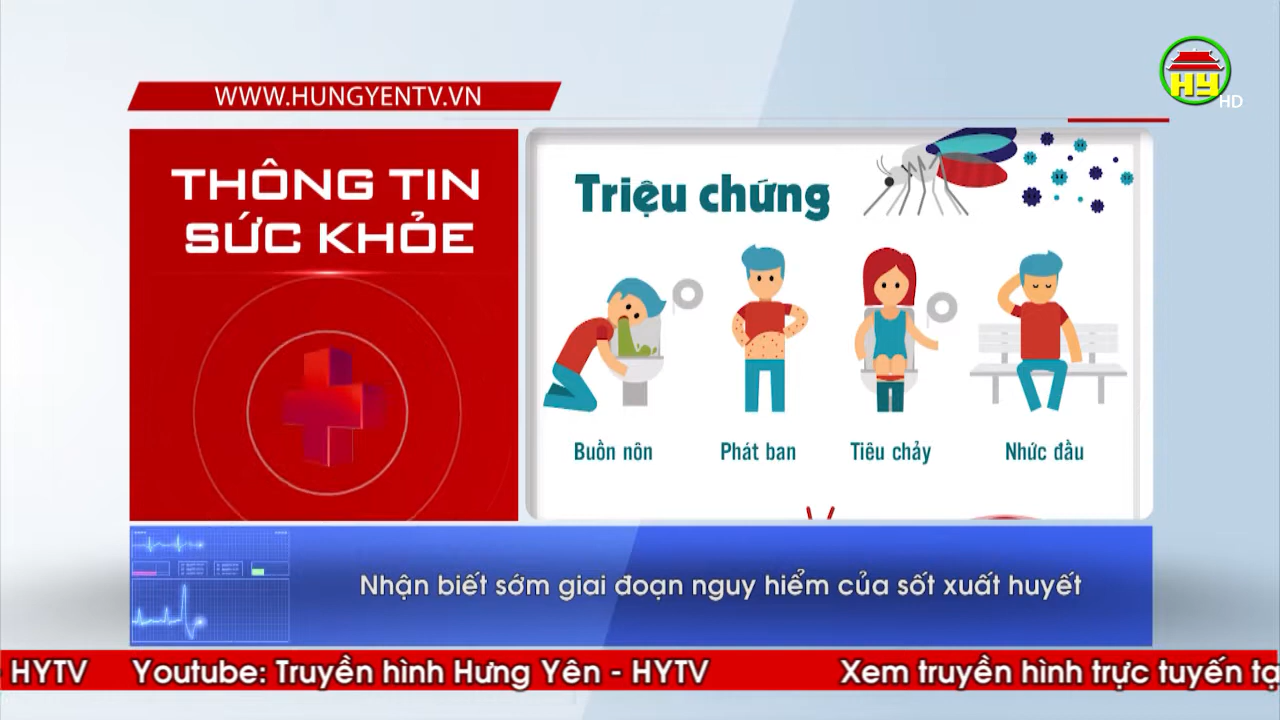 WWW.HUNGYENTV.VN
HY
HD
THÔNG TIN
SỨC KHỎE
Triệu chứng
Buồn nôn
Phát ban
Tiêu chảy
Nhức đầu
Nhận biết sớm giai đoạn nguy hiểm của sốt xuất huyết
- HYTV Youtube: Truyền hình Hưng Yên - HYTV Xem truyền hình trực tuyến tạ